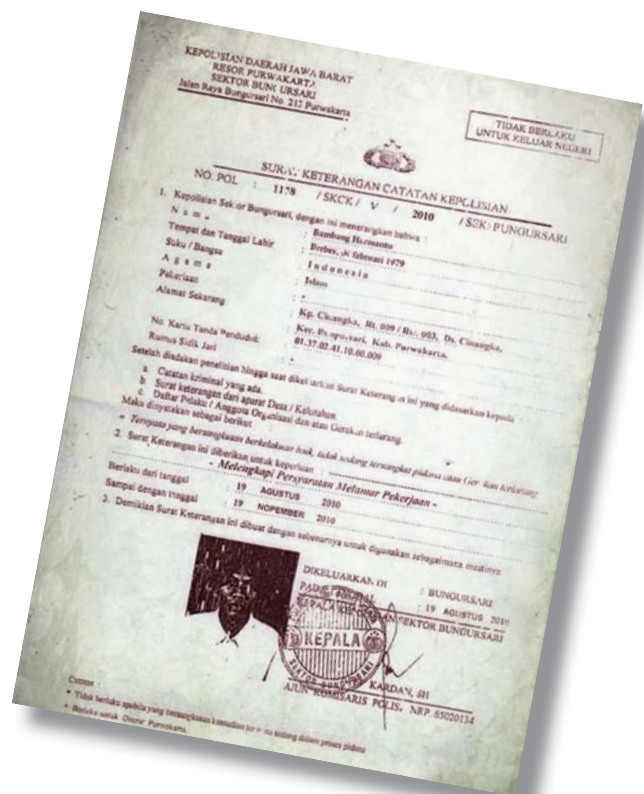 KEPOLISIAN DAERAH JAWA BARAT
RESOR PURWAKARTA
SEKTOR BUNGURSARI
Jalan Raya Bungursari No. 212 Purwakarta
TIDAK BERLAKU
UNTUK KELUAR NEGERI
SURAT KETERANGAN CATATAN KEPOLISIAN
NO. POL : 1178 / SKCK / V / 2010 / SEK PUNGURSARI
1. Kepolisian Sektor Bungursari, dengan ini menerangkan bahwa :
N a m a : Bambang Hermanto
Tempat dan Tanggal Lahir : Brebes, februari 1979
Suku / Bangsa : I n d o n e s i a
A g a m a : Islam
Pekerjaan : -
Alamat Sekarang : Kp. Cinangka, Rt. 009 / Rw. 003, Ds. Cinangka,
Kec. Bungursari, Kab. Purwakarta.
No. Kartu Tanda Penduduk : 01.37.02.41.10.60.009
Rumus Sidik Jari : -
Setelah diadakan penelitian hingga saat dikeluarkan Surat Keterangan ini yang didasarkan kepada
a. Catatan kriminal yang ada.
b. Surat keterangan dari aparat Desa / Kelurahan
c. Daftar Pelaku / Anggota Organisasi dan atau Gerakan terlarang.
Maka dinyatakan sebagai berikut
- Ternyata yang bersangkutan berkelakuan baik, tidak sedang tersangkut pidana atau Gerakan terlarang
2. Surat Keterangan ini diberikan untuk keperluan :
- Melengkapi Persyaratan Melamar Pekerjaan -
Berlaku dari tanggal : 19 AGUSTUS 2010
Sampai dengan tanggal : 19 NOPEMBER 2010
3. Demikian Surat Keterangan ini dibuat dengan sebenarnya untuk digunakan sebagaimana mestinya
DIKELUARKAN DI : BUNGURSARI
PADA TANGGAL : 19 AGUSTUS 2010
KEPALA KEPOLISIAN SEKTOR BUNGURSARI
KEPALA
KARDAN, SH
AJUN KOMISARIS POLISI, NRP. 65020134
Catatan :
* Tidak berlaku apabila yang bersangkutan kemudian sedang dalam proses pidana
* Berlaku untuk Purwakarta.